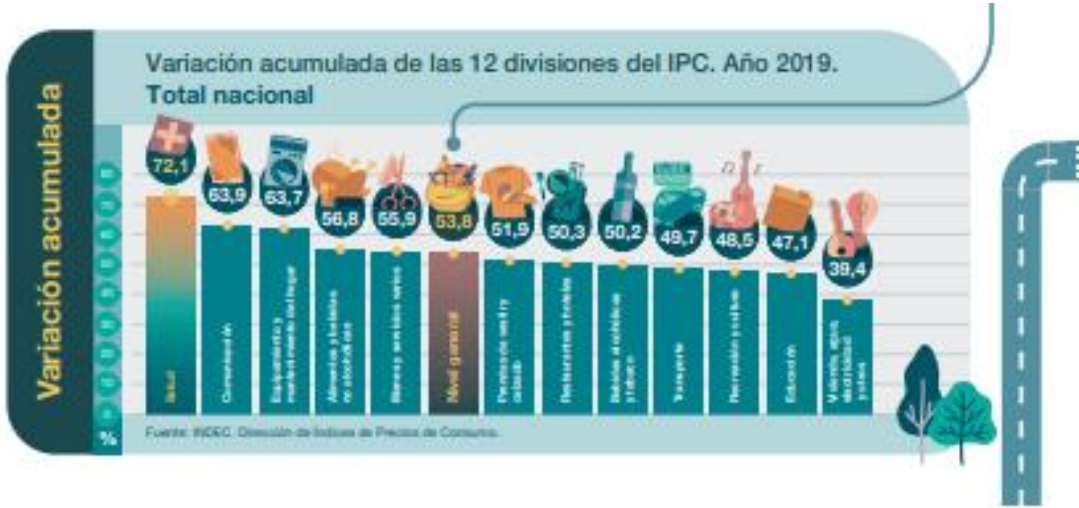 Variación acumulada
Variación acumulada de las 12 divisiones del IPC. Año 2019.
Total nacional
72,1
63,9
63,7
56,8
55,9
53,8
51,9
50,3
50,2
49,7
48,5
47,1
39,4
Salud
Comunicación
Equipamiento y
mantenimiento del hogar
Alimentos y bebidas
no alcohólicas
Bienes y servicios varios
Nivel general
Prendas de vestir y
calzado
Restaurantes y hoteles
Bebidas alcohólicas
y tabaco
Transporte
Recreación y cultura
Educación
Vivienda, agua,
electricidad
%
Fuente: INDEC. Dirección de Índices de Precios de Consumo.